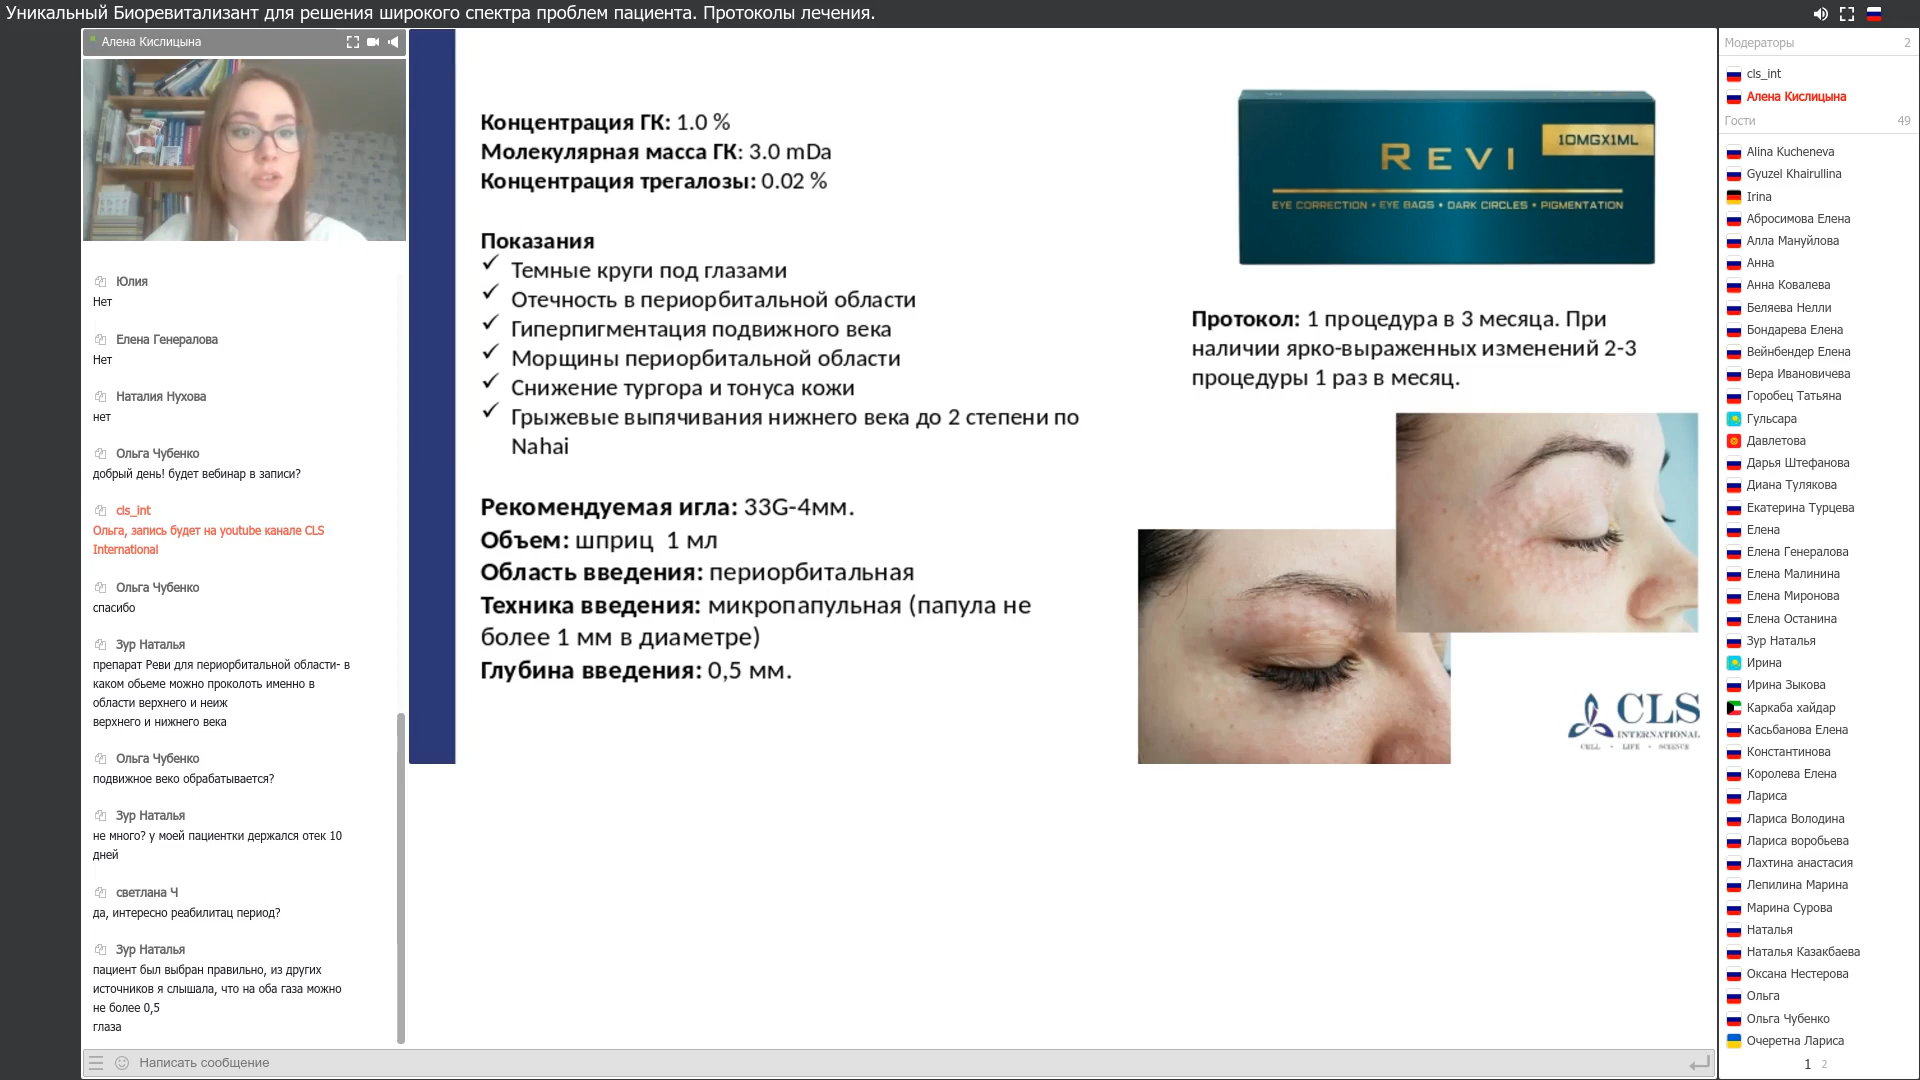 Уникальный Биоревитализант для решения широкого спектра проблем пациента. Протоколы лечения.
Алена Кислицына
Юлия
Нет
Елена Генералова
Нет
Наталия Нухова
нет
Ольга Чубенко
добрый день! будет вебинар в записи?
cls_int
Ольга, запись будет на youtube канале CLS
International
Ольга Чубенко
спасибо
Зур Наталья
препарат Реви для периорбитальной области- в
каком обьеме можно проколоть именно в
области верхнего и неиж
верхнего и нижнего века
Ольга Чубенко
подвижное веко обрабатывается?
Зур Наталья
не много? у моей пациентки держался отек 10
дней
светлана Ч
да, интересно реабилитац период?
Зур Наталья
пациент был выбран правильно, из других
источников я слышала, что на оба газа можно
не более 0,5
глаза
Написать сообщение
Концентрация ГК: 1.0 %
Молекулярная масса ГК: 3.0 mDa
Концентрация трегалозы: 0.02 %
Показания
✓ Темные круги под глазами
✓ Отечность в периорбитальной области
✓ Гиперпигментация подвижного века
✓ Морщины периорбитальной области
✓ Снижение тургора и тонуса кожи
✓ Грыжевые выпячивания нижнего века до 2 степени по
Nahai
Рекомендуемая игла: 33G-4мм.
Объем: шприц 1 мл
Область введения: периорбитальная
Техника введения: микропапульная (папула не
более 1 мм в диаметре)
Глубина введения: 0,5 мм.
REVI
10MGX1ML
EYE CORRECTION • EYE BAGS • DARK CIRCLES • PIGMENTATION
Протокол: 1 процедура в 3 месяца. При
наличии ярко-выраженных изменений 2-3
процедуры 1 раз в месяц.
CLS
INTERNATIONAL
CELL • LIFE • SCIENCE
Модераторы 2
cls_int
Алена Кислицына
Гости 49
Alina Kucheneva
Gyuzel Khairullina
Irina
Абросимова Елена
Алла Мануйлова
Анна
Анна Ковалева
Беляева Нелли
Бондарева Елена
Вейнбендер Елена
Вера Ивановичева
Горобец Татьяна
Гульсара
Давлетова
Дарья Штефанова
Диана Тулякова
Екатерина Турцева
Елена
Елена Генералова
Елена Малинина
Елена Миронова
Елена Останина
Зур Наталья
Ирина
Ирина Зыкова
Каркаба хайдар
Касьбанова Елена
Константинова
Королева Елена
Лариса
Лариса Володина
Лариса воробьева
Лахтина анастасия
Лепилина Марина
Марина Сурова
Наталья
Наталья Казакбаева
Оксана Нестерова
Ольга
Ольга Чубенко
Очеретна Лариса
1 2